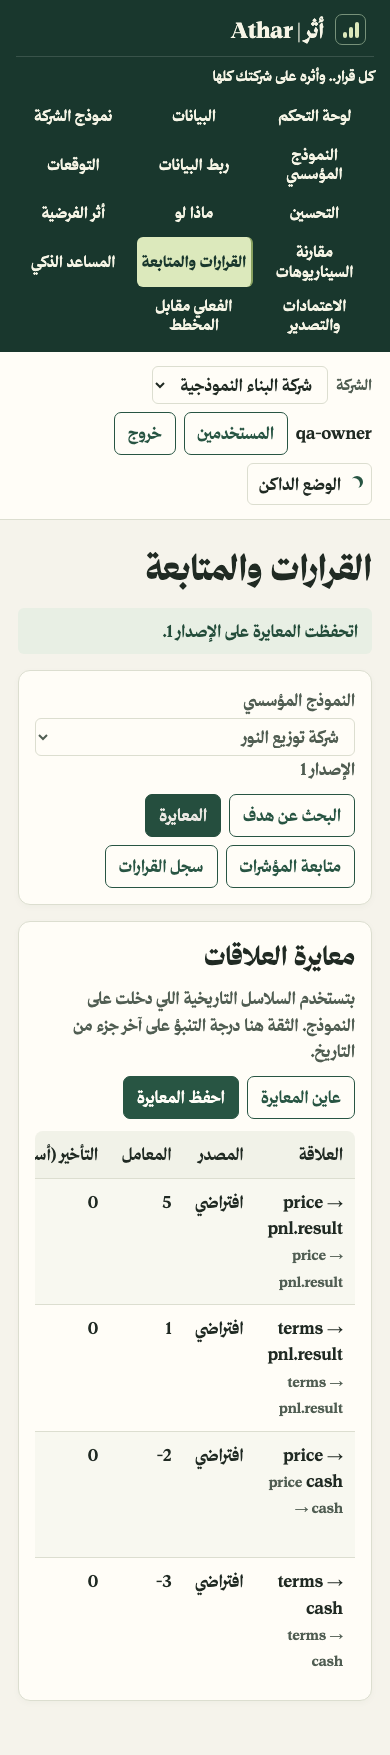 أثر | Athar
كل قرار.. وأثره على شركتك كلها
لوحة التحكم
البيانات
نموذج الشركة
النموذج المؤسسي
ربط البيانات
التوقعات
التحسين
ماذا لو
أثر الفرضية
مقارنة السيناريوهات
القرارات والمتابعة
المساعد الذكي
الاعتمادات والتصدير
الفعلي مقابل المخطط
الشركة
شركة البناء النموذجية
qa-owner
المستخدمين
خروج
الوضع الداكن
القرارات والمتابعة
اتحفظت المعايرة على الإصدار 1.
النموذج المؤسسي
شركة توزيع النور
الإصدار 1
البحث عن هدف
المعايرة
متابعة المؤشرات
سجل القرارات
معايرة العلاقات
بتستخدم السلاسل التاريخية اللي دخلت على
النموذج. الثقة هنا درجة التنبؤ على آخر جزء من
التاريخ.
عاين المعايرة
احفظ المعايرة
العلاقة المصدر المعامل التأخير (أس
price → pnl.result افتراضي 5 0
price → pnl.result
terms → pnl.result افتراضي 1 0
terms → pnl.result
price → cash افتراضي -2 0
price → cash
terms → cash افتراضي -3 0
terms → cash